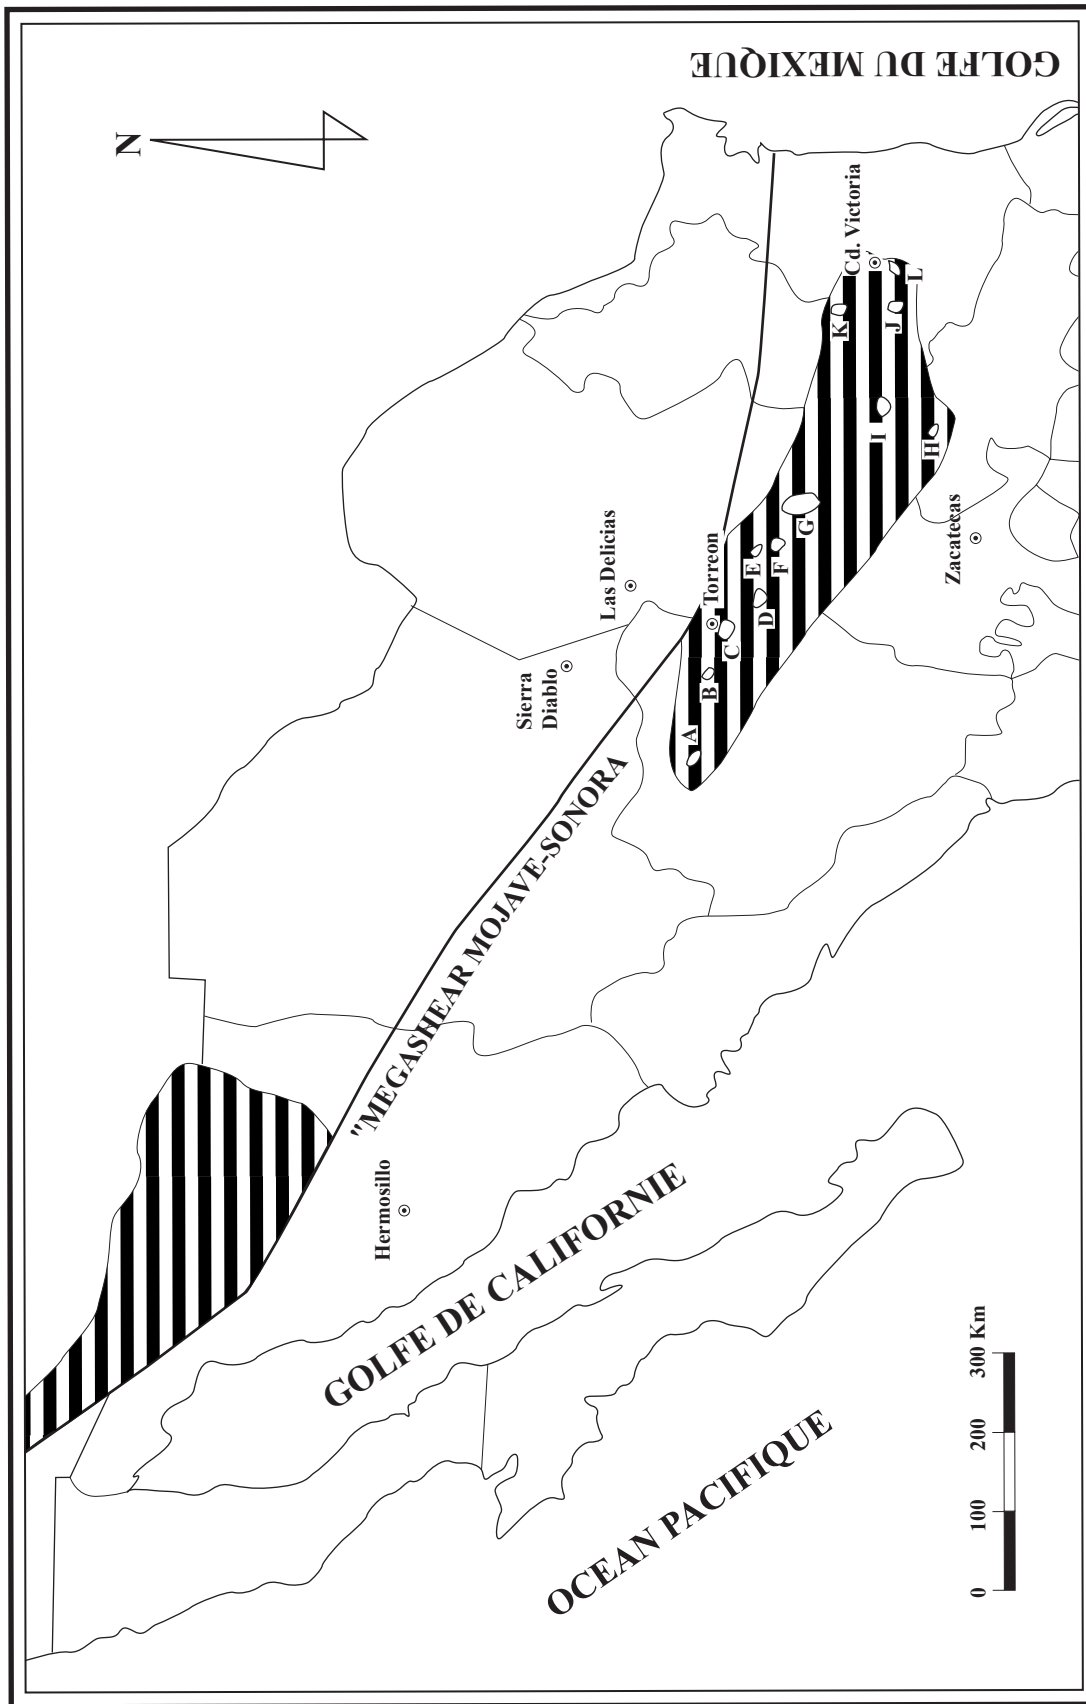 GOLFE DU MEXIQUE
N
Cd. Victoria
K
J
L
I
H
Las Delicias
Torreon
Zacatecas
G
E
F
D
C
B
A
Sierra
Diablo
"MEGASHEAR MOJAVE-SONORA
Hermosillo
GOLFE DE CALIFORNIE
OCEAN PACIFIQUE
0 100 200 300 Km